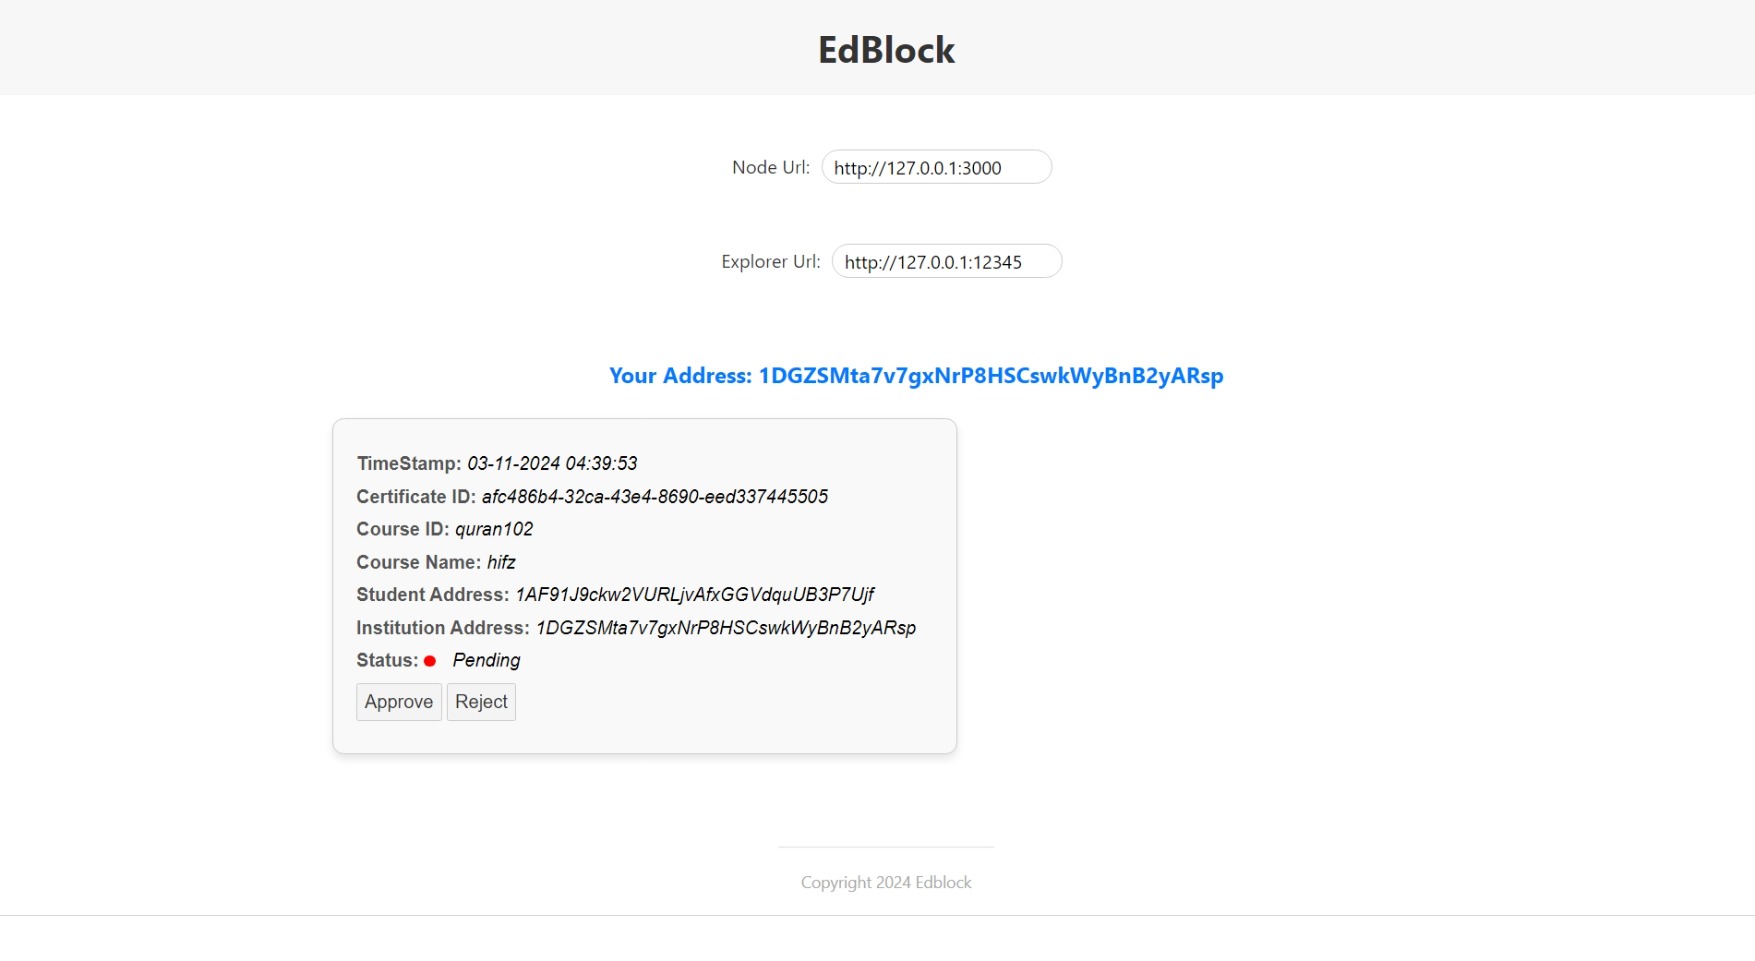 EdBlock
Node Url: http://127.0.0.1:3000
Explorer Url: http://127.0.0.1:12345
Your Address: 1DGZSMta7v7gxNrP8HSCswkWyBnB2yARsp
TimeStamp: 03-11-2024 04:39:53
Certificate ID: afc486b4-32ca-43e4-8690-eed337445505
Course ID: quran102
Course Name: hifz
Student Address: 1AF91J9ckw2VURLjvAfxGGVdquUB3P7Ujf
Institution Address: 1DGZSMta7v7gxNrP8HSCswkWyBnB2yARsp
Status: Pending
Approve Reject
Copyright 2024 Edblock